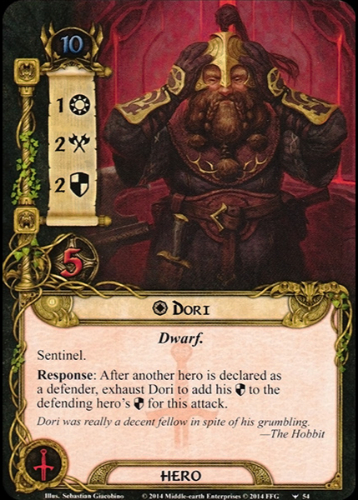 10
1
2
2
5
DORI
Dwarf.
Sentinel.
Response: After another hero is declared as
a defender, exhaust Dori to add his to the
defending hero's for this attack.
Dori was really a decent fellow in spite of his grumbling.
—The Hobbit
HERO
Illus. Sebastian Giacobino © 2014 Middle-earth Enterprises © 2014 FFG 54